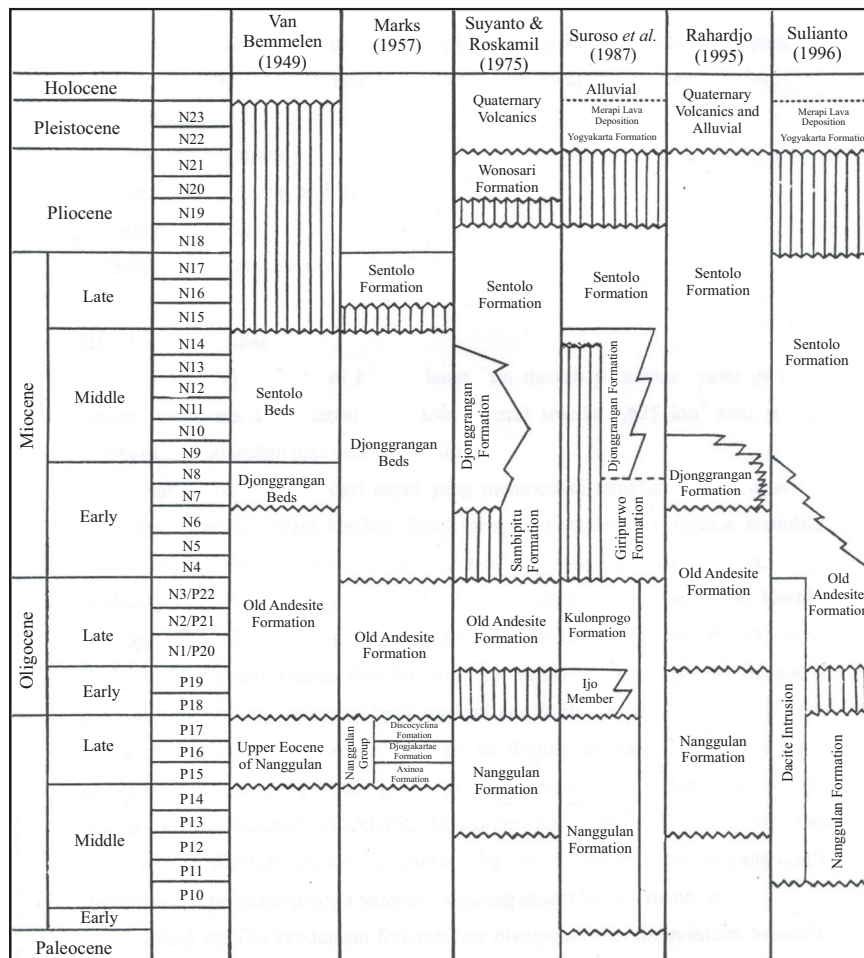 Van
Bemmelen
(1949)
Marks
(1957)
Suyanto &
Roskamil
(1975)
Suroso et al.
(1987)
Rahardjo
(1995)
Sulianto
(1996)
Holocene
Pleistocene
N23
N22
Pliocene
N21
N20
N19
N18
Miocene
Late
N17
N16
N15
Middle
N14
N13
N12
N11
N10
N9
Early
N8
N7
N6
N5
N4
Oligocene
Late
N3/P22
N2/P21
N1/P20
Early
P19
P18
Late
P17
P16
P15
Middle
P14
P13
P12
P11
P10
Early
Paleocene
Sentolo
Beds
Djonggrangan
Beds
Old Andesite
Formation
Upper Eocene
of Nanggulan
Sentolo
Formation
Djonggrangan
Beds
Old Andesite
Formation
Nanggulan
Group
Discocyclina
Fomation
Djogjakartae
Formation
Axinoa
Formation
Quaternary
Volcanics
Wonosari
Formation
Sentolo
Formation
Djonggrangan
Formation
Sambipitu
Formation
Old Andesite
Formation
Nanggulan
Formation
Alluvial
Merapi Lava
Deposition
Yogyakarta Formation
Sentolo
Formation
Djonggrangan
Formation
Giripurwo
Formation
Kulonprogo
Formation
Ijo
Member
Nanggulan
Formation
Quaternary
Volcanics and
Alluvial
Sentolo
Formation
Djonggrangan
Formation
Old Andesite
Formation
Nanggulan
Formation
Merapi Lava
Deposition
Yogyakarta Formation
Sentolo
Formation
Old
Andesite
Formation
Dacite Intrusion
Nanggulan Formation